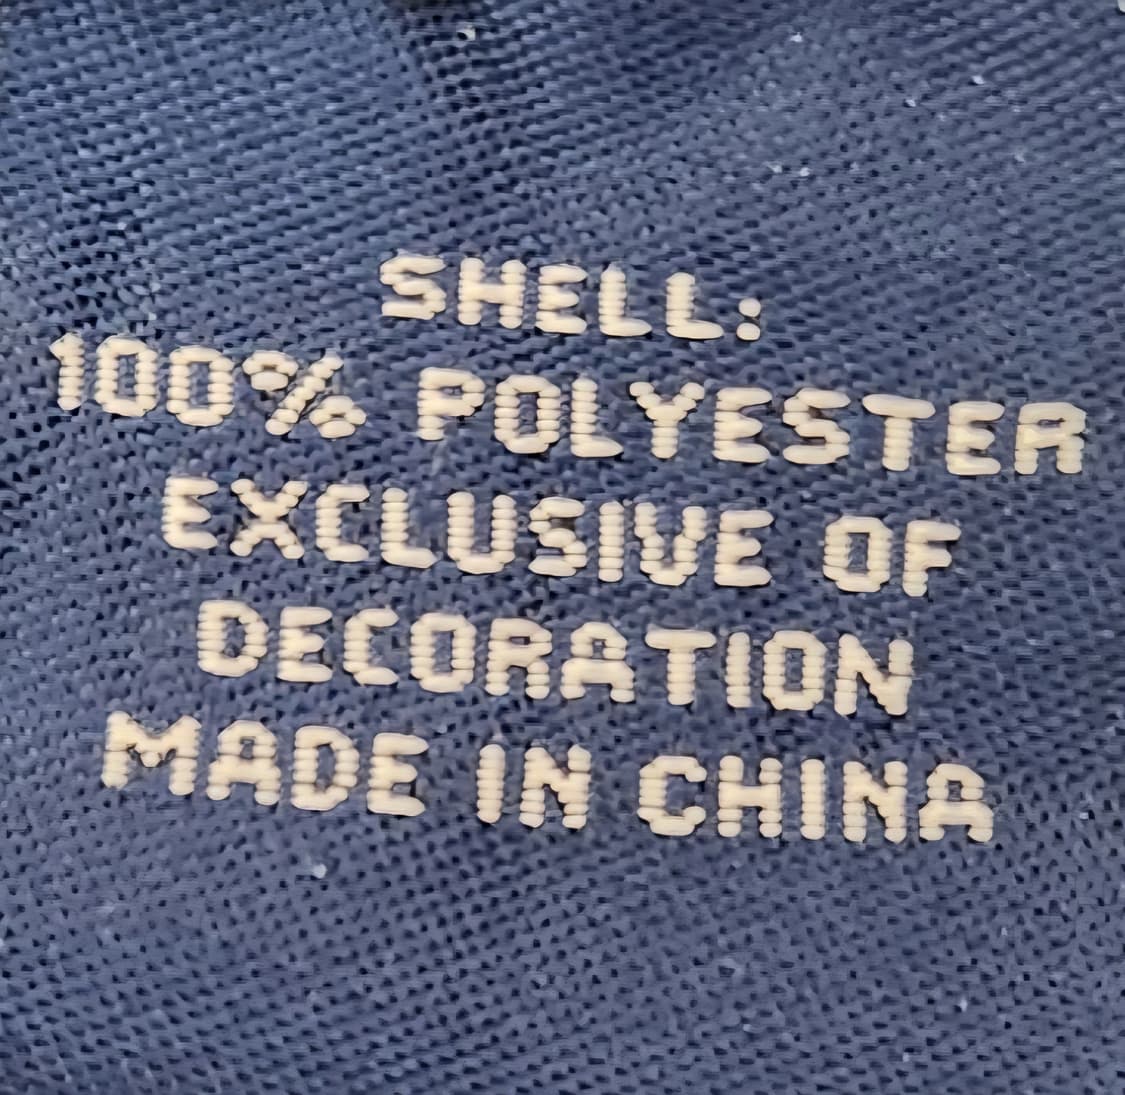 SHELL:
100% POLYESTER
EXCLUSIVE OF
DECORATION
MADE IN CHINA